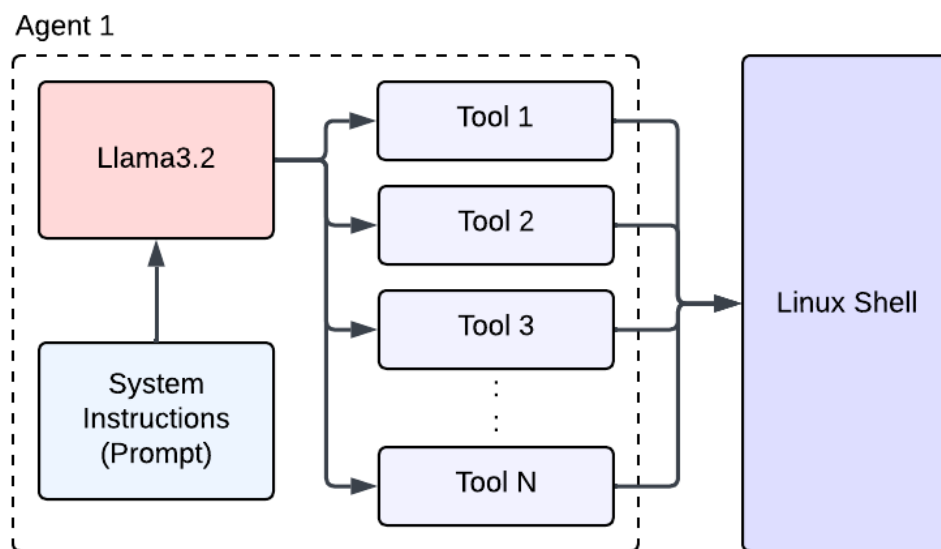 Agent 1
Llama3.2
System
Instructions
(Prompt)
Tool 1
Tool 2
Tool 3
Tool N
Linux Shell